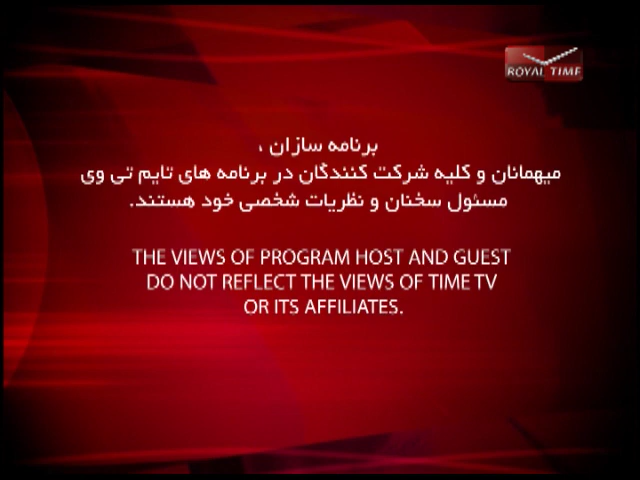 ROYAL TIME
برنامه سازان ،
میهمانان و کلیه شرکت کنندگان در برنامه های تایم تی وی
مسئول سخنان و نظریات شخصی خود هستند.
THE VIEWS OF PROGRAM HOST AND GUEST
DO NOT REFLECT THE VIEWS OF TIME TV
OR ITS AFFILIATES.